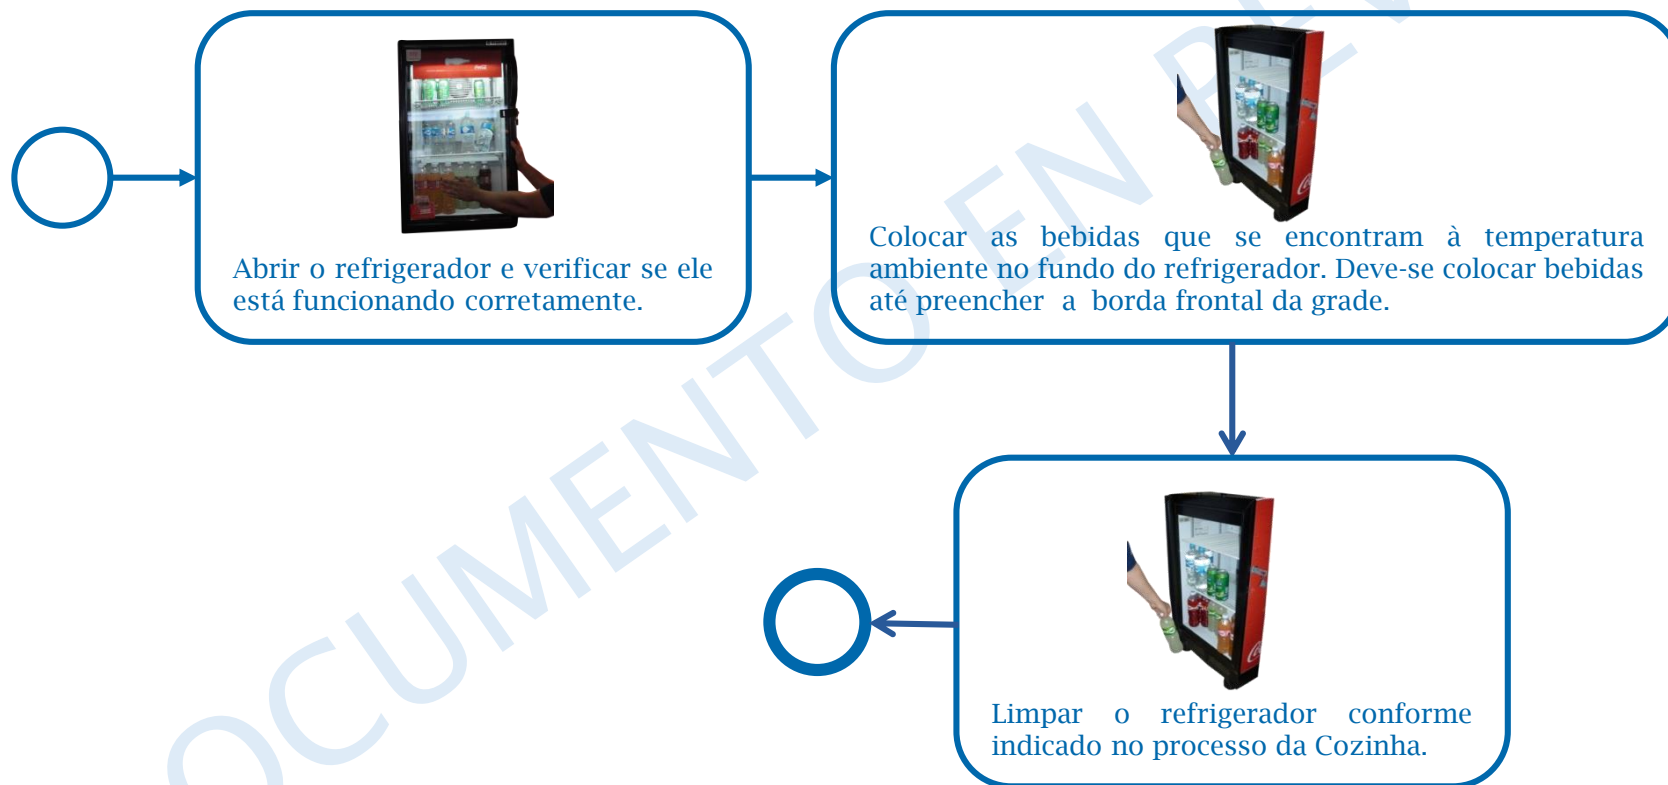 Abrir o refrigerador e verificar se ele
está funcionando corretamente.
Colocar as bebidas que se encontram à temperatura
ambiente no fundo do refrigerador. Deve-se colocar bebidas
até preencher a borda frontal da grade.
Limpar o refrigerador conforme
indicado no processo da Cozinha.
OCUMENTO EN REV